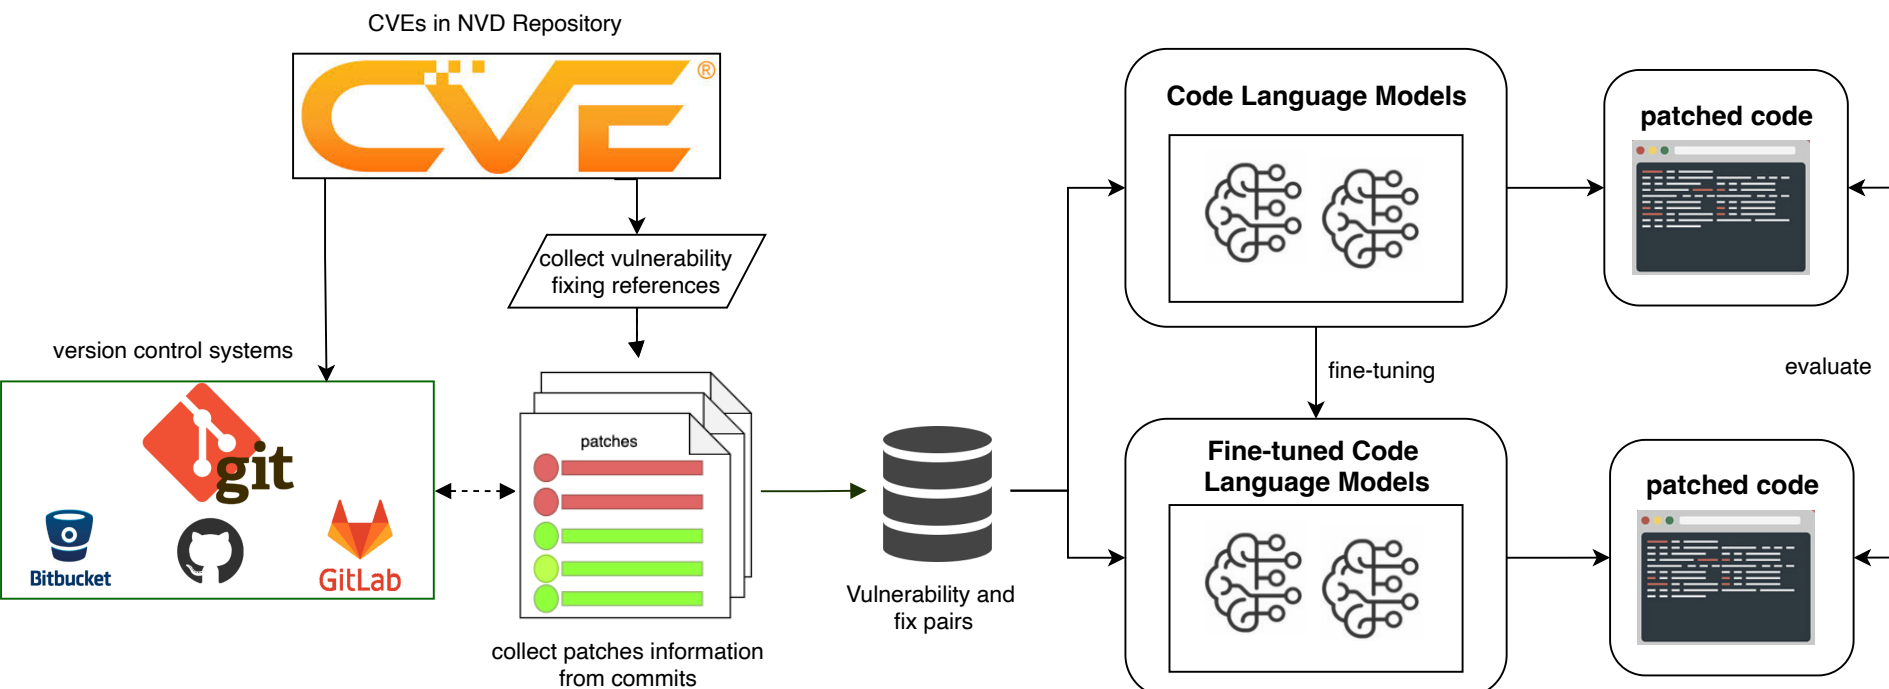 CVEs in NVD Repository
CVE®
collect vulnerability
fixing references
version control systems
git
Bitbucket
GitLab
patches
collect patches information
from commits
Vulnerability and
fix pairs
Code Language Models
fine-tuning
Fine-tuned Code
Language Models
patched code
evaluate
patched code